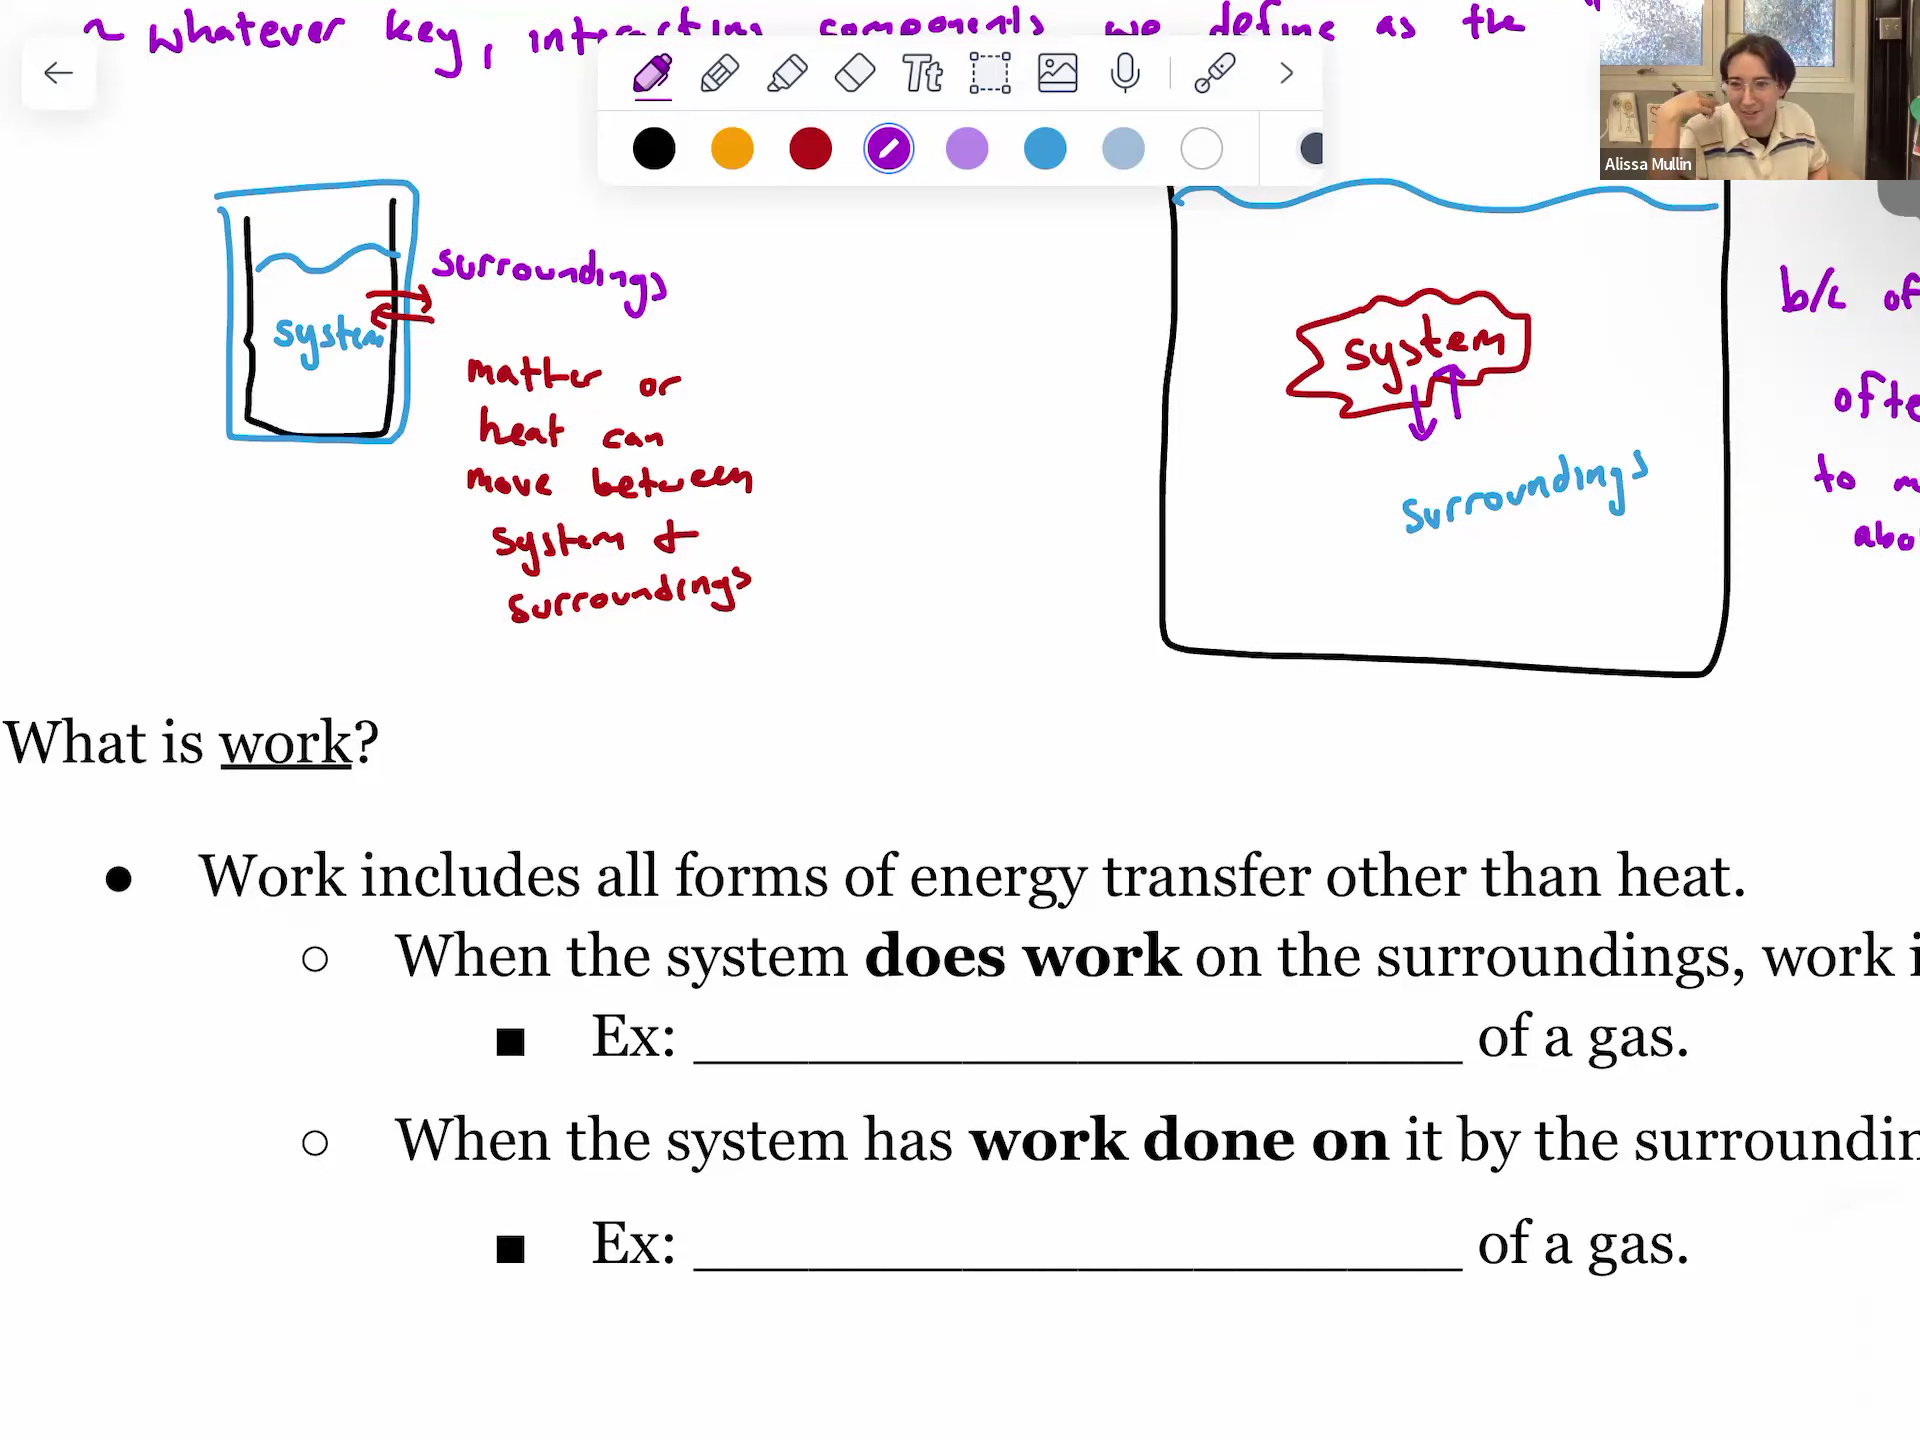 ~ whatever key, interacting components we define as the
Tt
Alissa Mullin
surroundings
system
matter or
heat can
move between
system &
surroundings
system
surroundings
b/c of
ofte
to m
abo
What is work?
● Work includes all forms of energy transfer other than heat.
○ When the system does work on the surroundings, work i
■ Ex: ____________________ of a gas.
○ When the system has work done on it by the surroundin
■ Ex: ____________________ of a gas.